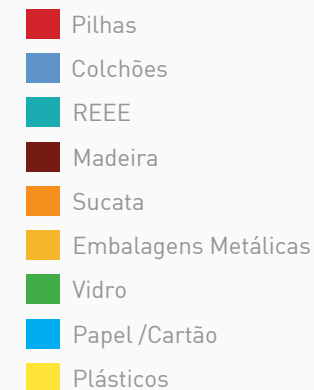 Pilhas
Colchões
REEE
Madeira
Sucata
Embalagens Metálicas
Vidro
Papel /Cartão
Plásticos